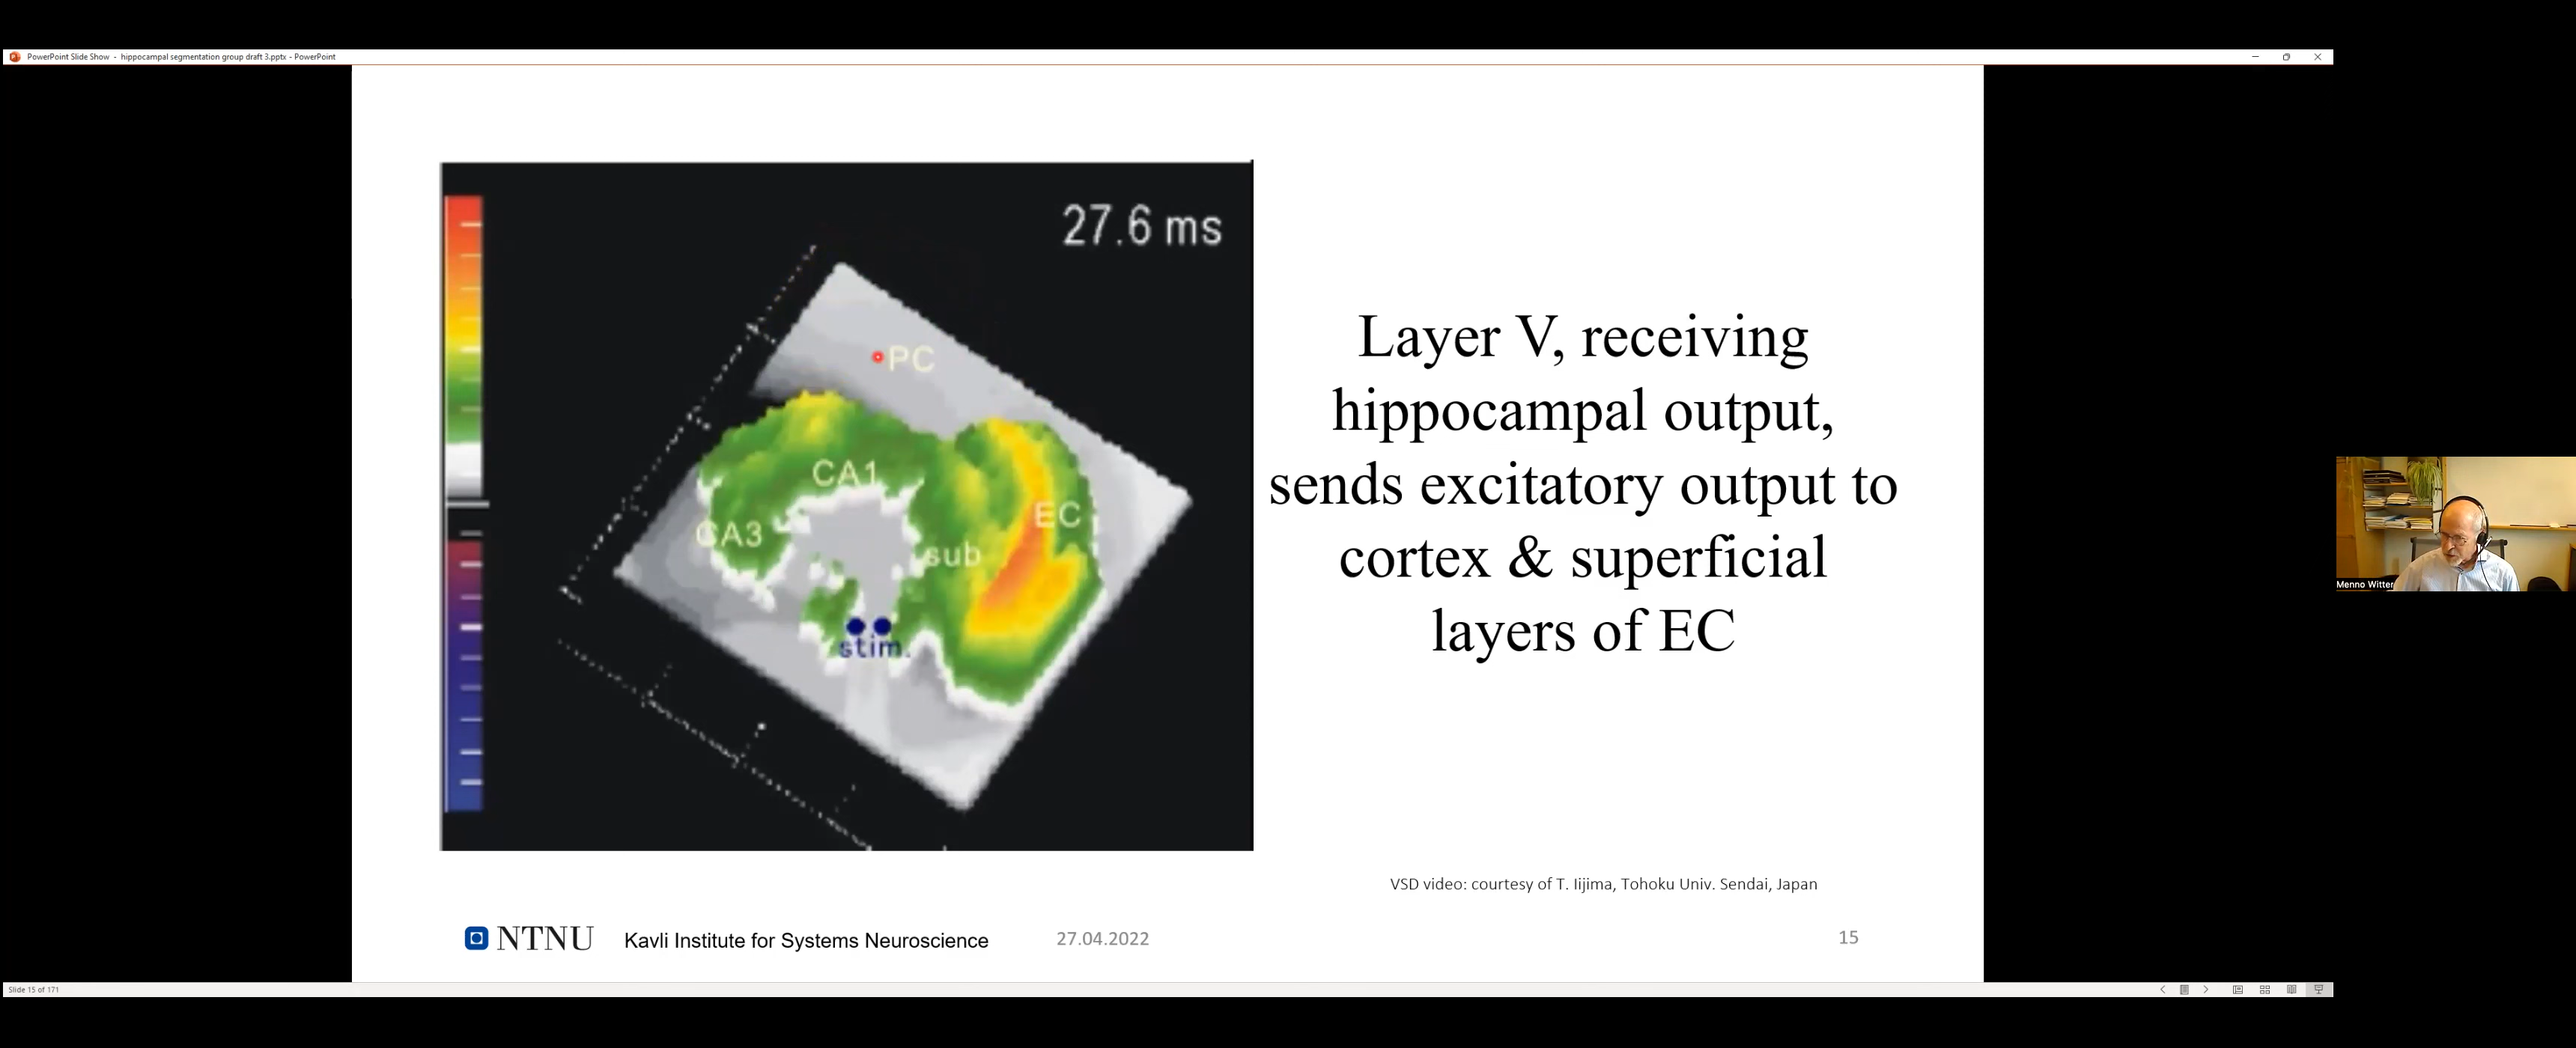 PowerPoint Slide Show - hippocampal segmentation group draft 3.pptx - PowerPoint
27.6 ms
PC
CA1
EC
CA3
sub
stim.
Layer V, receiving
hippocampal output,
sends excitatory output to
cortex & superficial
layers of EC
Menno Witter
VSD video: courtesy of T. Iijima, Tohoku Univ. Sendai, Japan
NTNU Kavli Institute for Systems Neuroscience 27.04.2022 15
Slide 15 of 171